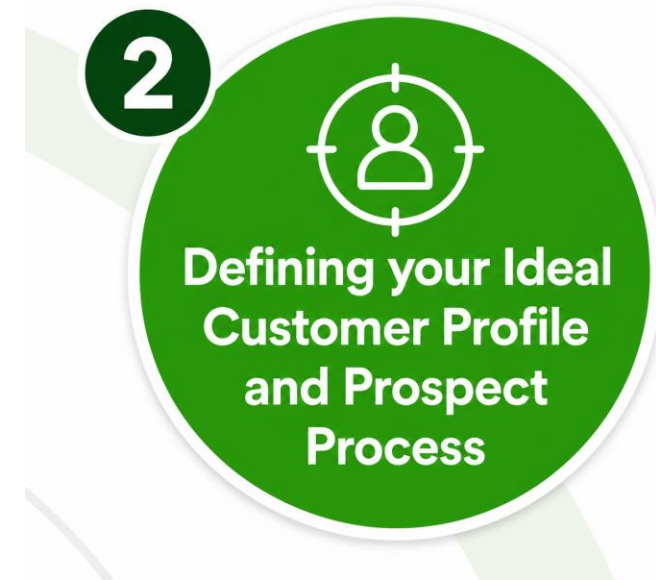 2
Defining your Ideal
Customer Profile
and Prospect
Process